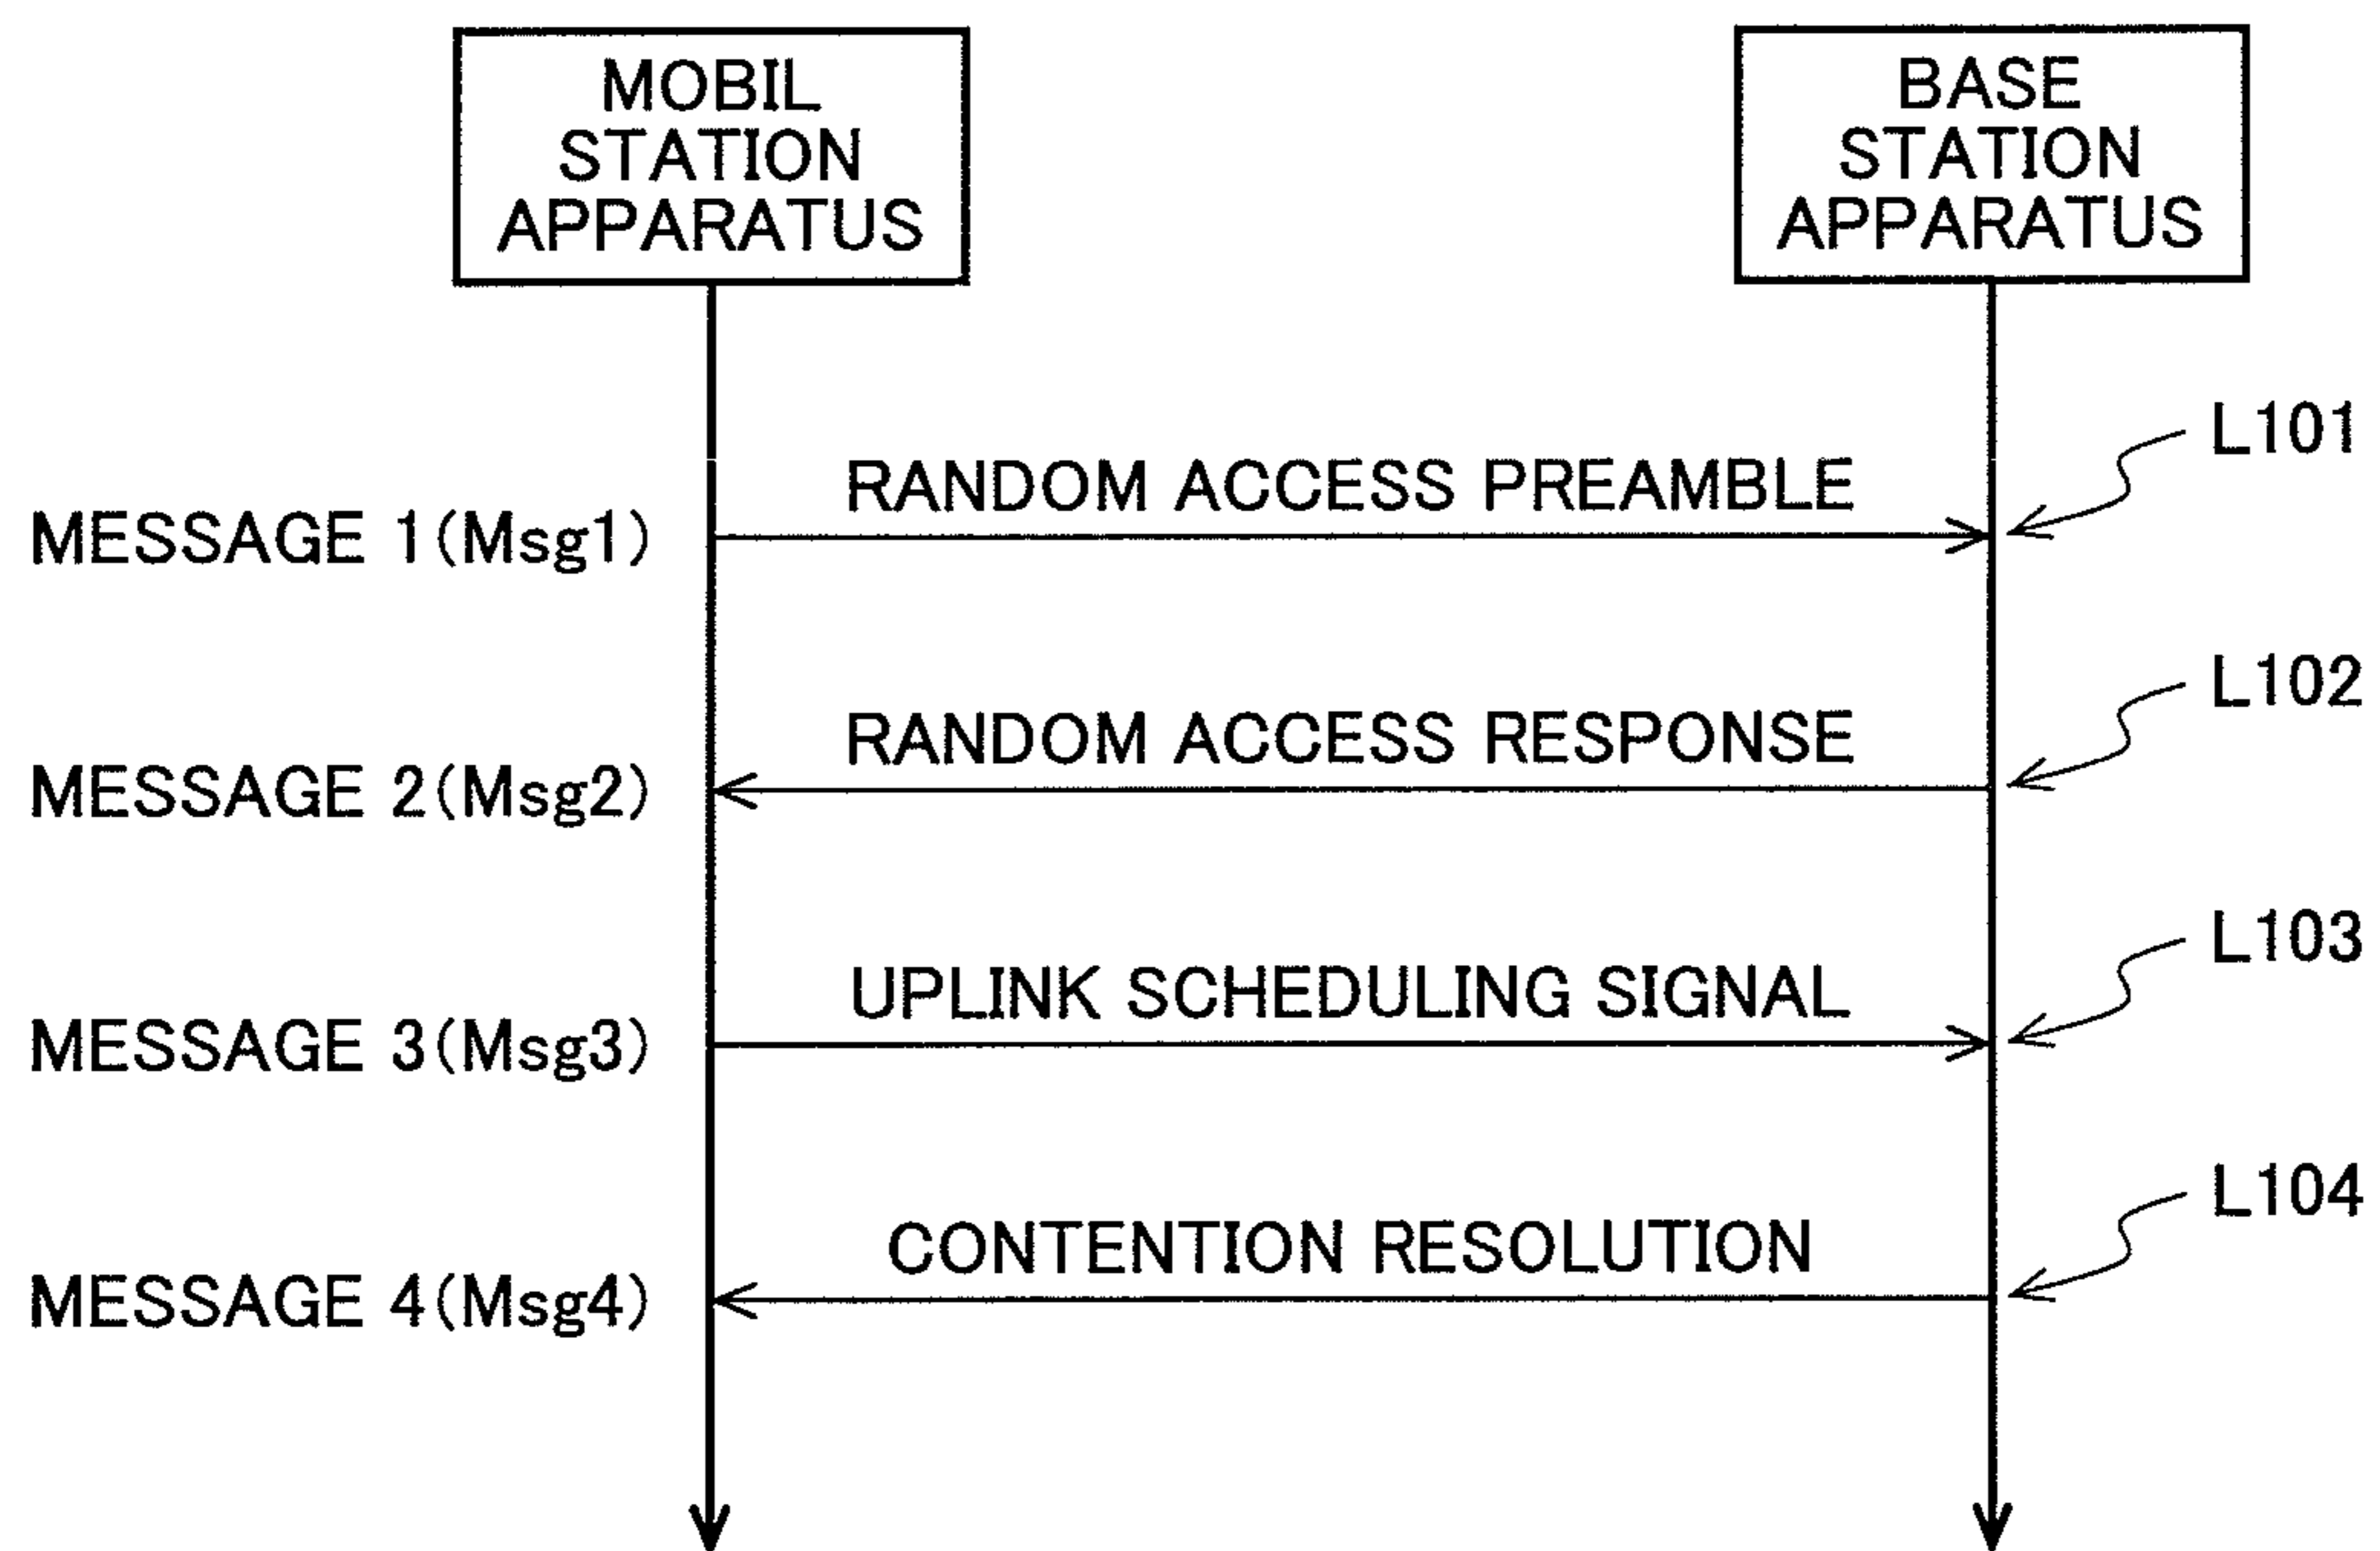 MOBIL
STATION
APPARATUS
BASE
STATION
APPARATUS
L101
RANDOM ACCESS PREAMBLE
MESSAGE 1(Msg1)
L102
RANDOM ACCESS RESPONSE
MESSAGE 2(Msg2)
L103
UPLINK SCHEDULING SIGNAL
MESSAGE 3(Msg3)
L104
CONTENTION RESOLUTION
MESSAGE 4(Msg4)